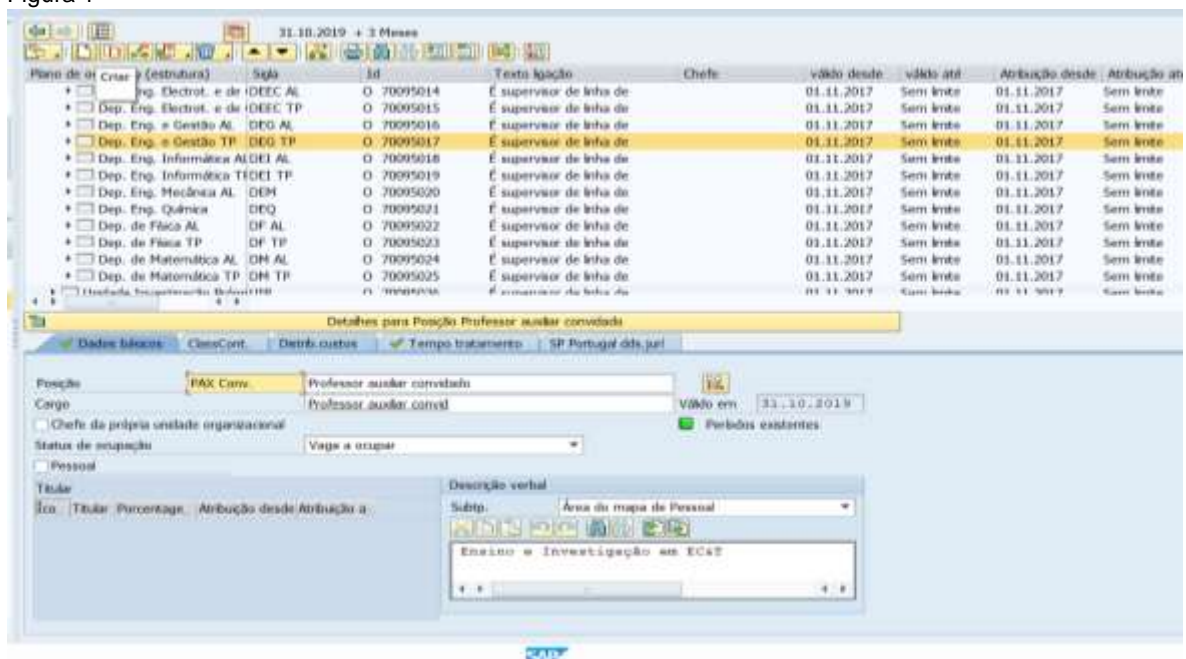 Figura 1
31.10.2019 + 3 Meses
Criar (estrutura) Sigla Id Texto ligação Chefe válido desde válido até Atribuição desde Atribuição até
Eng. Electrot. e de DEEC AL O 70095014 É supervisor de linha de 01.11.2017 Sem limite 01.11.2017 Sem limite
Dep. Eng. Electrot. e de DEEC TP O 70095015 É supervisor de linha de 01.11.2017 Sem limite 01.11.2017 Sem limite
Dep. Eng. e Gestão AL DEG AL O 70095016 É supervisor de linha de 01.11.2017 Sem limite 01.11.2017 Sem limite
Dep. Eng. e Gestão TP DEG TP O 70095017 É supervisor de linha de 01.11.2017 Sem limite 01.11.2017 Sem limite
Dep. Eng. Informática AL DEI AL O 70095018 É supervisor de linha de 01.11.2017 Sem limite 01.11.2017 Sem limite
Dep. Eng. Informática DEI TP O 70095019 É supervisor de linha de 01.11.2017 Sem limite 01.11.2017 Sem limite
Dep. Eng. Mecânica AL DEM O 70095020 É supervisor de linha de 01.11.2017 Sem limite 01.11.2017 Sem limite
Dep. Eng. Química DEQ O 70095021 É supervisor de linha de 01.11.2017 Sem limite 01.11.2017 Sem limite
Dep. de Física AL DF AL O 70095022 É supervisor de linha de 01.11.2017 Sem limite 01.11.2017 Sem limite
Dep. de Física TP DF TP O 70095023 É supervisor de linha de 01.11.2017 Sem limite 01.11.2017 Sem limite
Dep. de Matemática AL DM AL O 70095024 É supervisor de linha de 01.11.2017 Sem limite 01.11.2017 Sem limite
Dep. de Matemática TP DM TP O 70095025 É supervisor de linha de 01.11.2017 Sem limite 01.11.2017 Sem limite
Detalhes para Posição Professor auxiliar convidado
Dados básicos ClassCont. Distrib.custos Tempo tratamento SP Portugal dds.jurí
Posição PAX Conv. Professor auxiliar convidado
Cargo Professor auxiliar convid Válido em 31.10.2019
Chefe da própria unidade organizacional Períodos existentes
Status de ocupação Vaga a ocupar
Pessoal
Titular Descrição verbal
Íco. Titular Porcentage. Atribuição desde Atribuição a Subtp. Área do mapa de Pessoal
Ensino e Investigação em EC&T
SAP